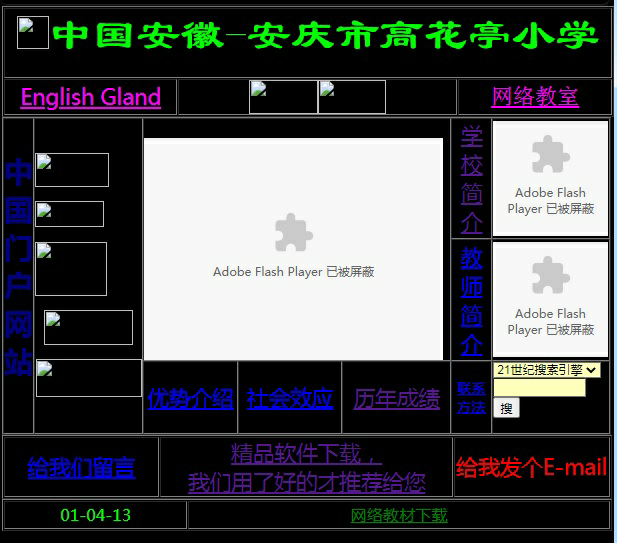 中国安徽—安庆市高花亭小学
English Gland
网络教室
中国门户网站
Adobe Flash Player 已被屏蔽
学校简介
Adobe Flash
Player 已被屏蔽
教师简介
Adobe Flash
Player 已被屏蔽
优势介绍
社会效应
历年成绩
联系
方法
21世纪搜索引擎
搜
给我们留言
精品软件下载，
我们用了好的才推荐给您
给我发个E-mail
01-04-13
网络教材下载